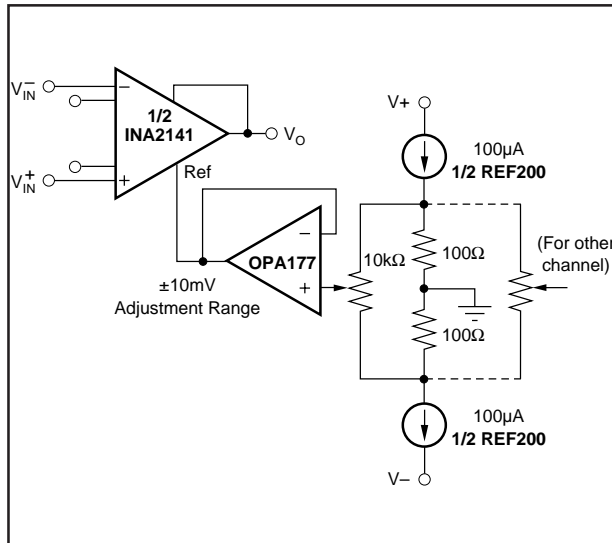 V−IN
V+IN
−
+
1/2
INA2141
Ref
VO
−
+
OPA177
±10mV
Adjustment Range
V+
100µA
1/2 REF200
10kΩ
100Ω
100Ω
(For other
channel)
100µA
1/2 REF200
V−